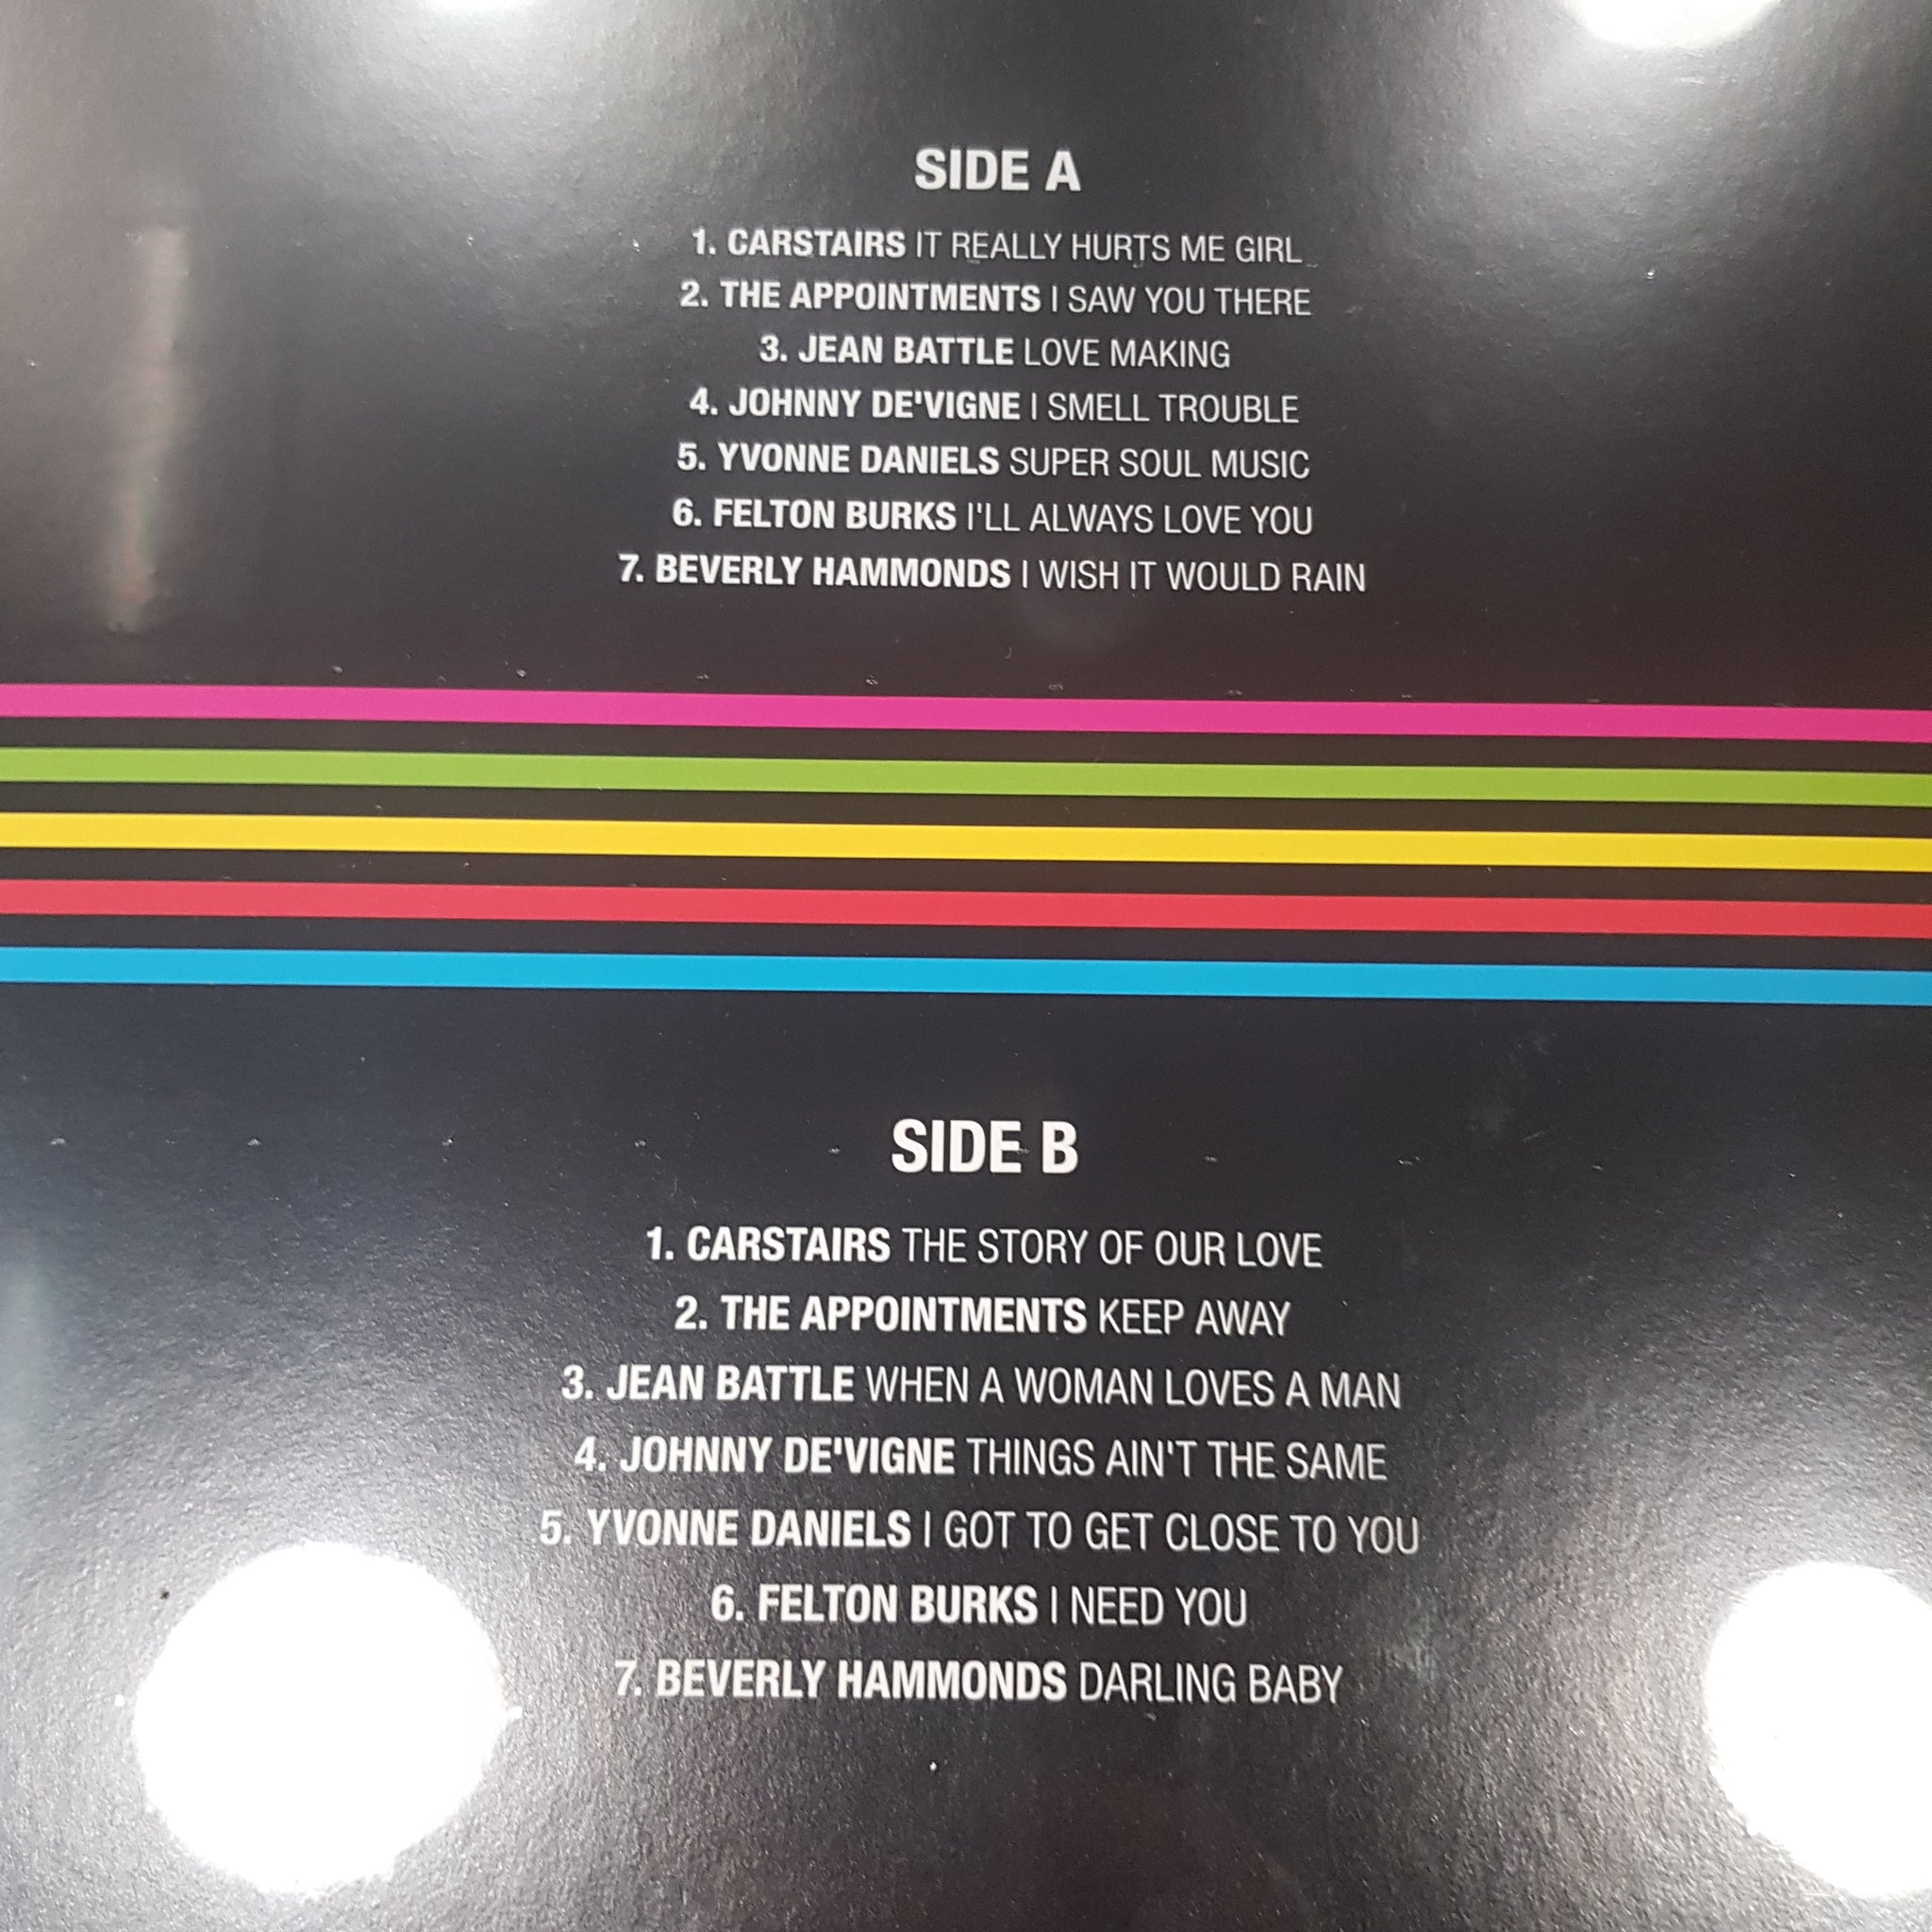 SIDE A
1. CARSTAIRS IT REALLY HURTS ME GIRL
2. THE APPOINTMENTS I SAW YOU THERE
3. JEAN BATTLE LOVE MAKING
4. JOHNNY DE'VIGNE I SMELL TROUBLE
5. YVONNE DANIELS SUPER SOUL MUSIC
6. FELTON BURKS I'LL ALWAYS LOVE YOU
7. BEVERLY HAMMONDS I WISH IT WOULD RAIN
SIDE B
1. CARSTAIRS THE STORY OF OUR LOVE
2. THE APPOINTMENTS KEEP AWAY
3. JEAN BATTLE WHEN A WOMAN LOVES A MAN
4. JOHNNY DE'VIGNE THINGS AIN'T THE SAME
5. YVONNE DANIELS I GOT TO GET CLOSE TO YOU
6. FELTON BURKS I NEED YOU
7. BEVERLY HAMMONDS DARLING BABY